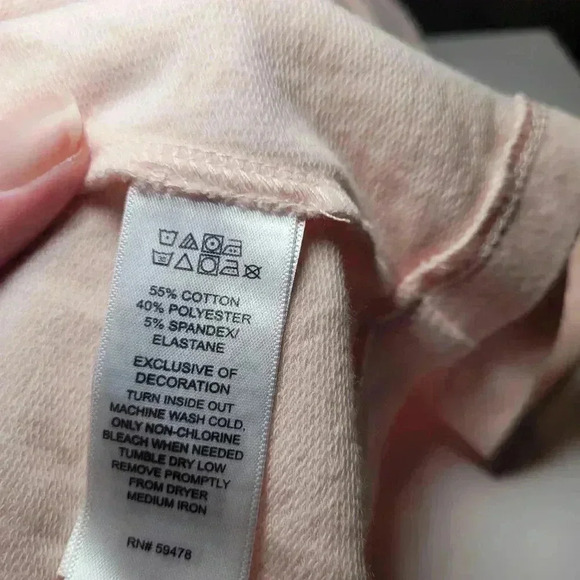 55% COTTON
40% POLYESTER
5% SPANDEX/
ELASTANE
EXCLUSIVE OF
DECORATION
TURN INSIDE OUT
MACHINE WASH COLD,
ONLY NON-CHLORINE
BLEACH WHEN NEEDED
TUMBLE DRY LOW
REMOVE PROMPTLY
FROM DRYER
MEDIUM IRON
RN# 59478